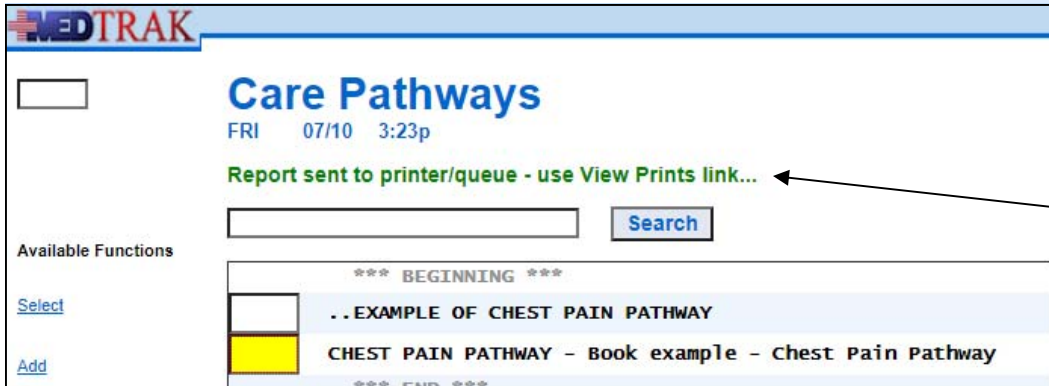 MEDTRAK
Care Pathways
FRI 07/10 3:23p
Report sent to printer/queue - use View Prints link...
Search
Available Functions
*** BEGINNING ***
Select
..EXAMPLE OF CHEST PAIN PATHWAY
CHEST PAIN PATHWAY - Book example - Chest Pain Pathway
Add
*** END ***